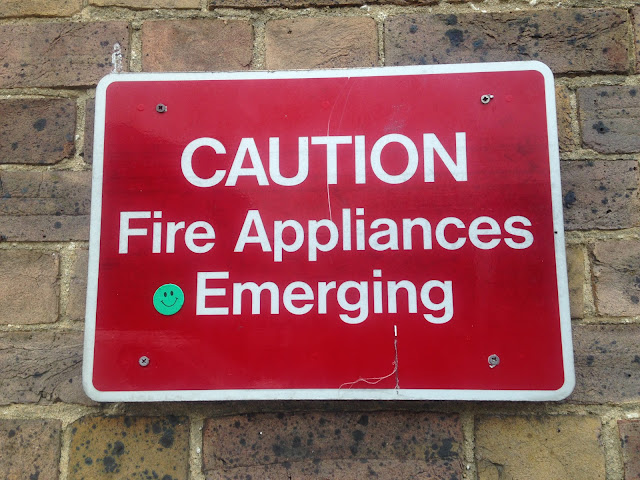 CAUTION
Fire Appliances
Emerging